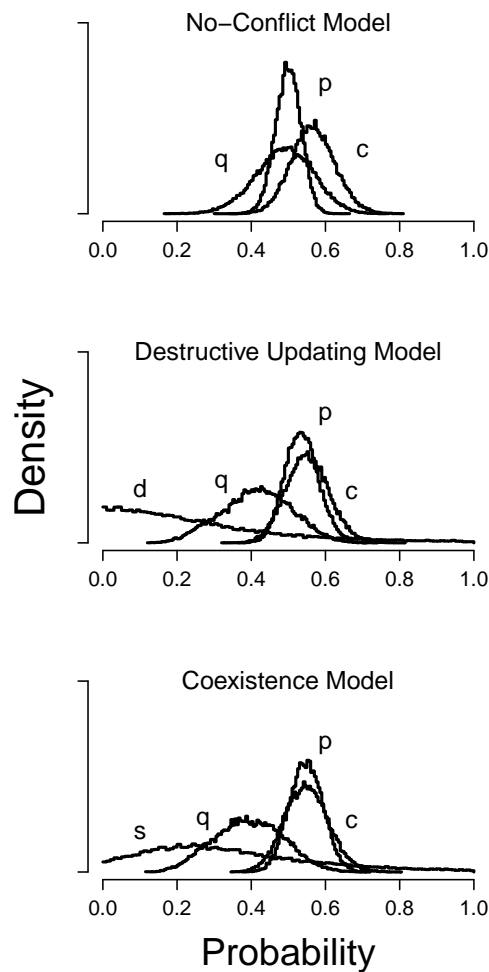 No−Conflict Model
p
q
c
0.0 0.2 0.4 0.6 0.8 1.0
Destructive Updating Model
p
d
q
c
0.0 0.2 0.4 0.6 0.8 1.0
Density
Coexistence Model
p
s
q
c
0.0 0.2 0.4 0.6 0.8 1.0
Probability